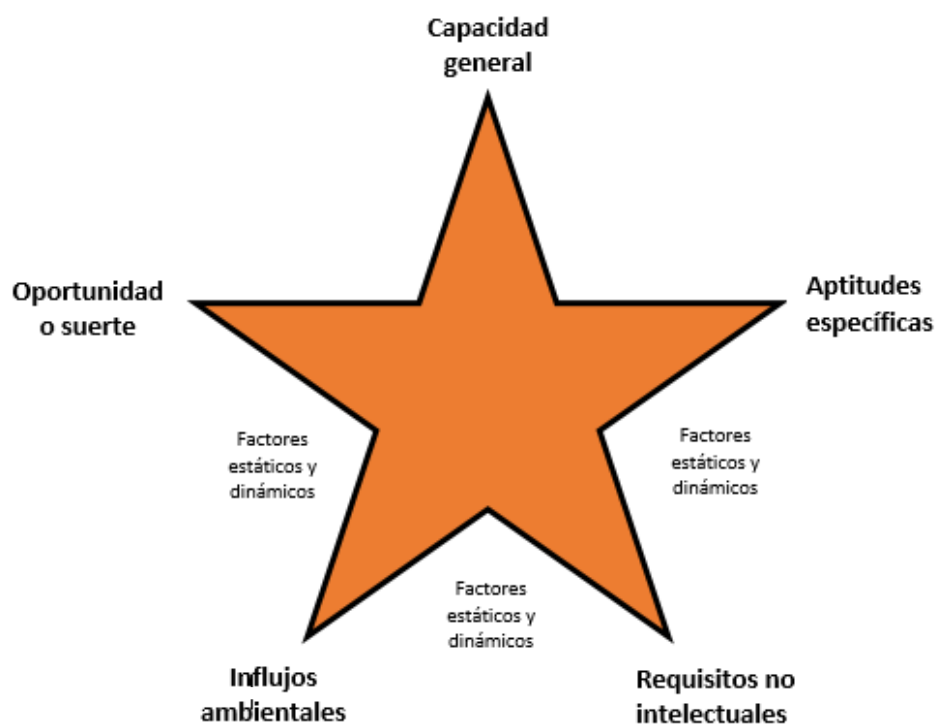 Capacidad
general
Oportunidad
o suerte
Aptitudes
específicas
Factores
estáticos y
dinámicos
Factores
estáticos y
dinámicos
Factores
estáticos y
dinámicos
Influjos
ambientales
Requisitos no
intelectuales